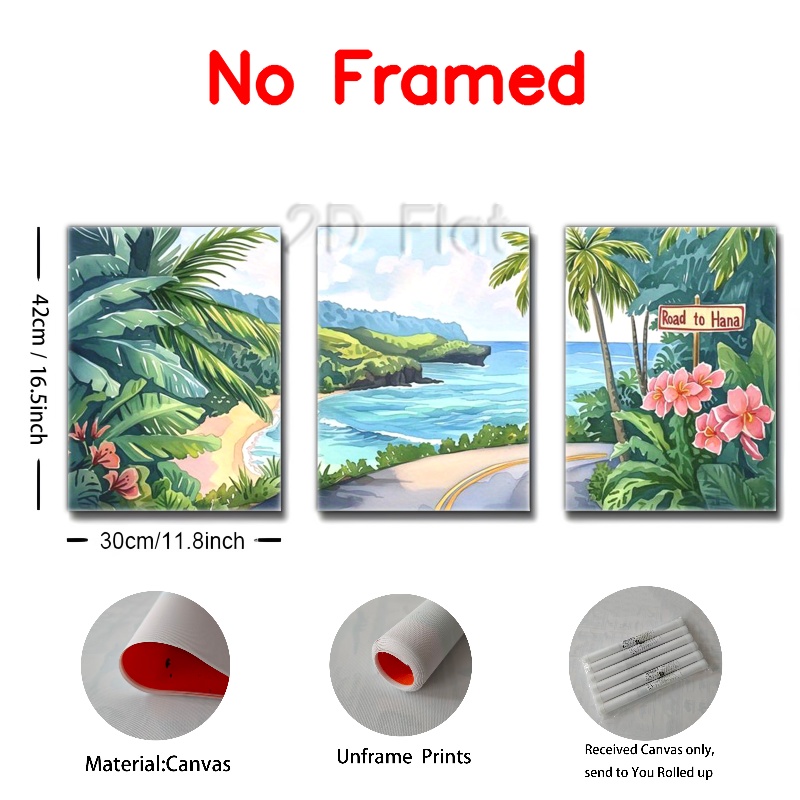 No Framed
2D Flat
42cm / 16.5inch
Road to Hana
30cm/11.8inch
Material:Canvas
Unframe Prints
Received Canvas only,
send to You Rolled up